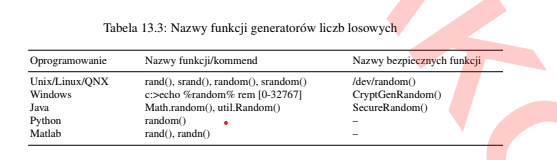 Tabela 13.3: Nazwy funkcji generatorów liczb losowych
Oprogramowanie Nazwy funkcji/kommend Nazwy bezpiecznych funkcji
Unix/Linux/QNX rand(), srand(), random(), srandom() /dev/random()
Windows c:>echo %random% rem [0-32767] CryptGenRandom()
Java Math.random(), util.Random() SecureRandom()
Python random() –
Matlab rand(), randn() –